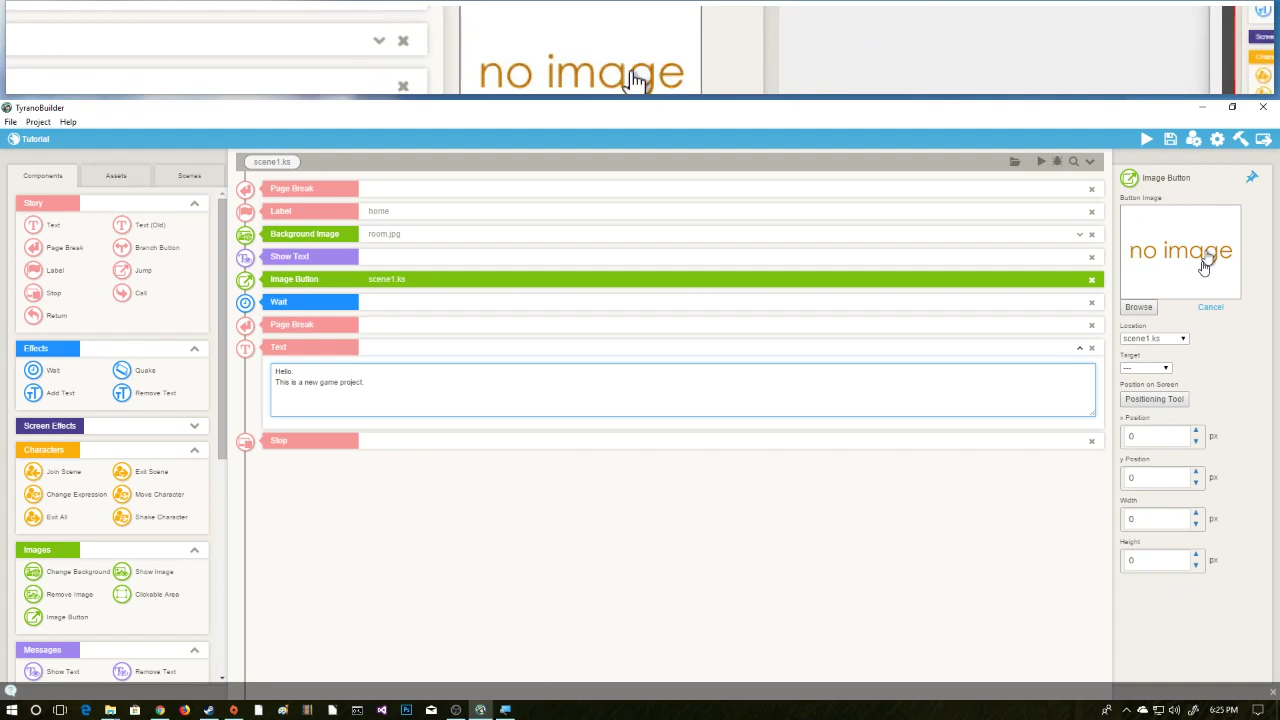 no image
Scree
Char
TyranoBuilder
File Project Help
Tutorial
Components Assets Scenes
scene1.ks
Story
Text Text (Old)
Page Break Branch Button
Label Jump
Stop Call
Return
Effects
Wait Quake
Add Text Remove Text
Screen Effects
Characters
Join Scene Exit Scene
Change Expression Move Character
Exit All Shake Character
Images
Change Background Show Image
Remove Image Clickable Area
Image Button
Messages
Show Text Remove Text
Page Break
Label home
Background Image room.jpg
Show Text
Image Button scene1.ks
Wait
Page Break
Text
Hello.
This is a new game project.
Stop
Image Button
Button Image
no image
Browse Cancel
Location
scene1.ks
Target
---
Position on Screen
Positioning Tool
x Position
0 px
y Position
0 px
Width
0 px
Height
0 px
6:25 PM